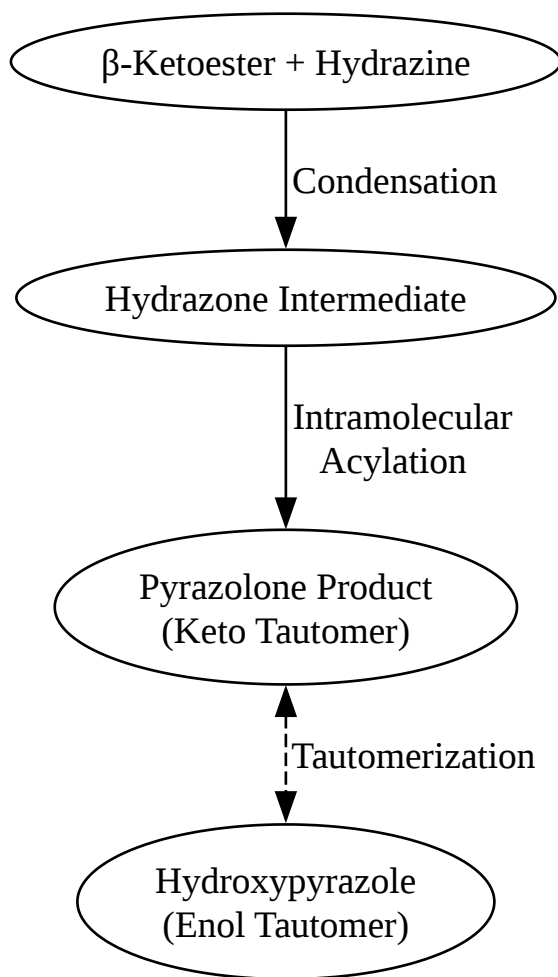 β-Ketoester + Hydrazine
Condensation
Hydrazone Intermediate
Intramolecular
Acylation
Pyrazolone Product
(Keto Tautomer)
Tautomerization
Hydroxypyrazole
(Enol Tautomer)